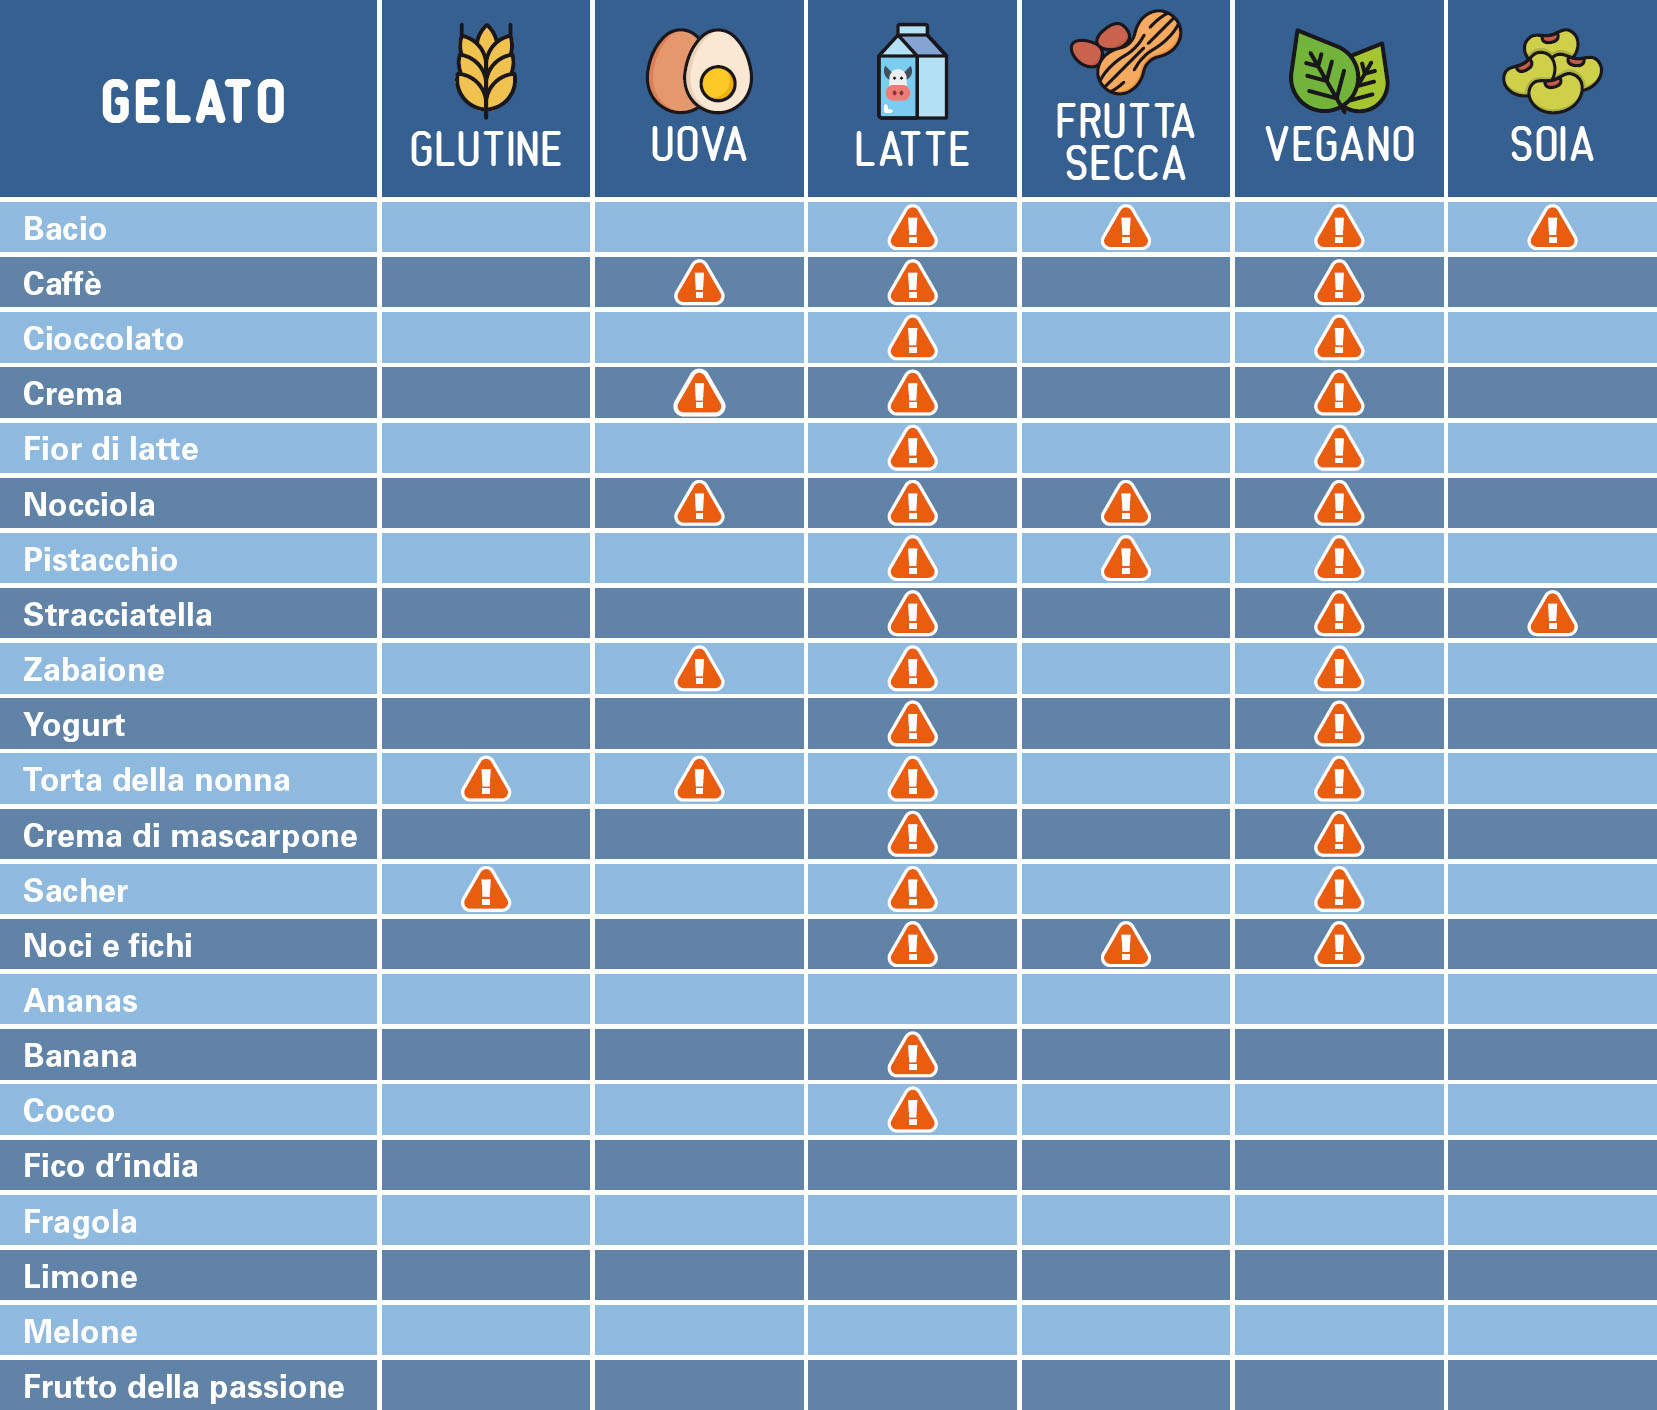 GELATO
GLUTINE
UOVA
LATTE
FRUTTA
SECCA
VEGANO
SOIA
Bacio
Caffè
Cioccolato
Crema
Fior di latte
Nocciola
Pistacchio
Stracciatella
Zabaione
Yogurt
Torta della nonna
Crema di mascarpone
Sacher
Noci e fichi
Ananas
Banana
Cocco
Fico d’india
Fragola
Limone
Melone
Frutto della passione